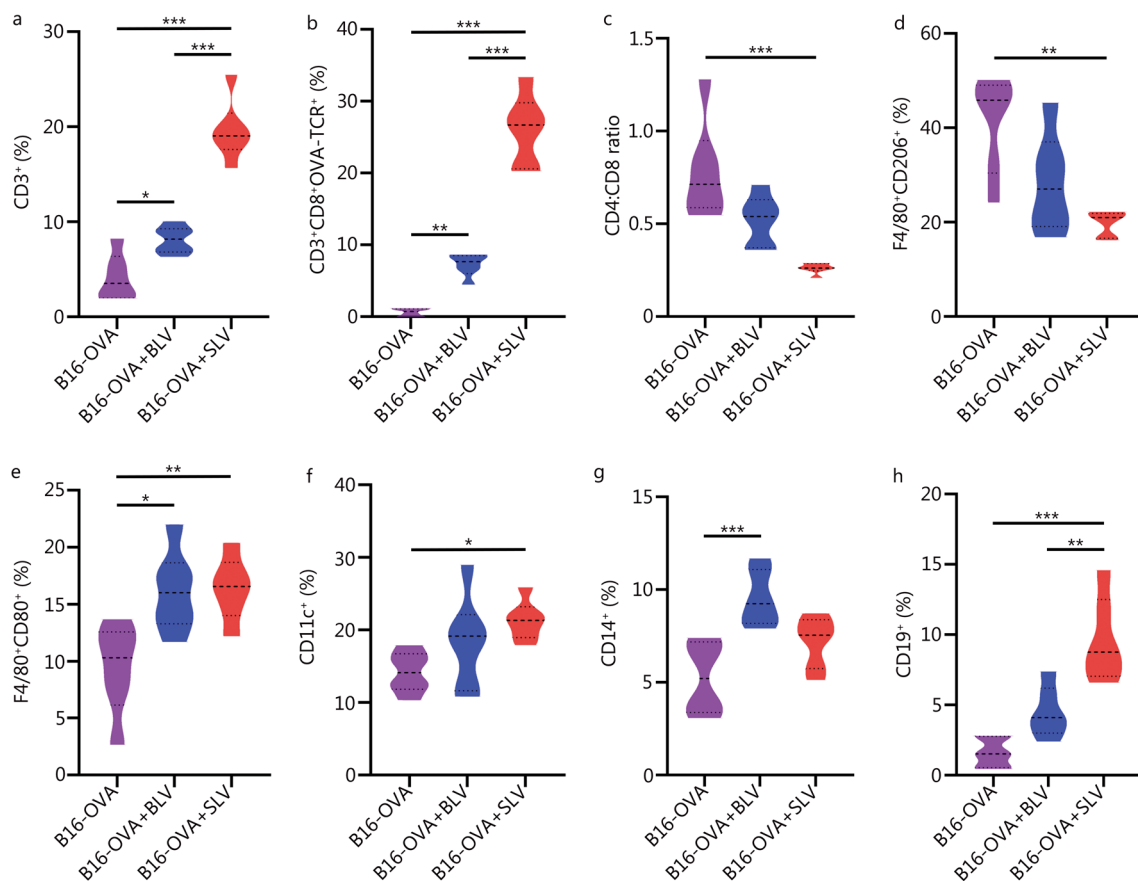 a
***
***
*
CD3⁺ (%)
30
20
10
0
B16-OVA
B16-OVA+BLV
B16-OVA+SLV
b
***
***
**
CD3⁺CD8⁺OVA-TCR⁺ (%)
40
30
20
10
0
B16-OVA
B16-OVA+BLV
B16-OVA+SLV
c
***
CD4:CD8 ratio
1.5
1.0
0.5
0
B16-OVA
B16-OVA+BLV
B16-OVA+SLV
d
**
F4/80⁺CD206⁺ (%)
60
40
20
0
B16-OVA
B16-OVA+BLV
B16-OVA+SLV
e
**
*
F4/80⁺CD80⁺ (%)
25
20
15
10
5
0
B16-OVA
B16-OVA+BLV
B16-OVA+SLV
f
*
CD11c⁺ (%)
40
30
20
10
0
B16-OVA
B16-OVA+BLV
B16-OVA+SLV
g
***
CD14⁺ (%)
15
10
5
0
B16-OVA
B16-OVA+BLV
B16-OVA+SLV
h
***
**
CD19⁺ (%)
20
15
10
5
0
B16-OVA
B16-OVA+BLV
B16-OVA+SLV